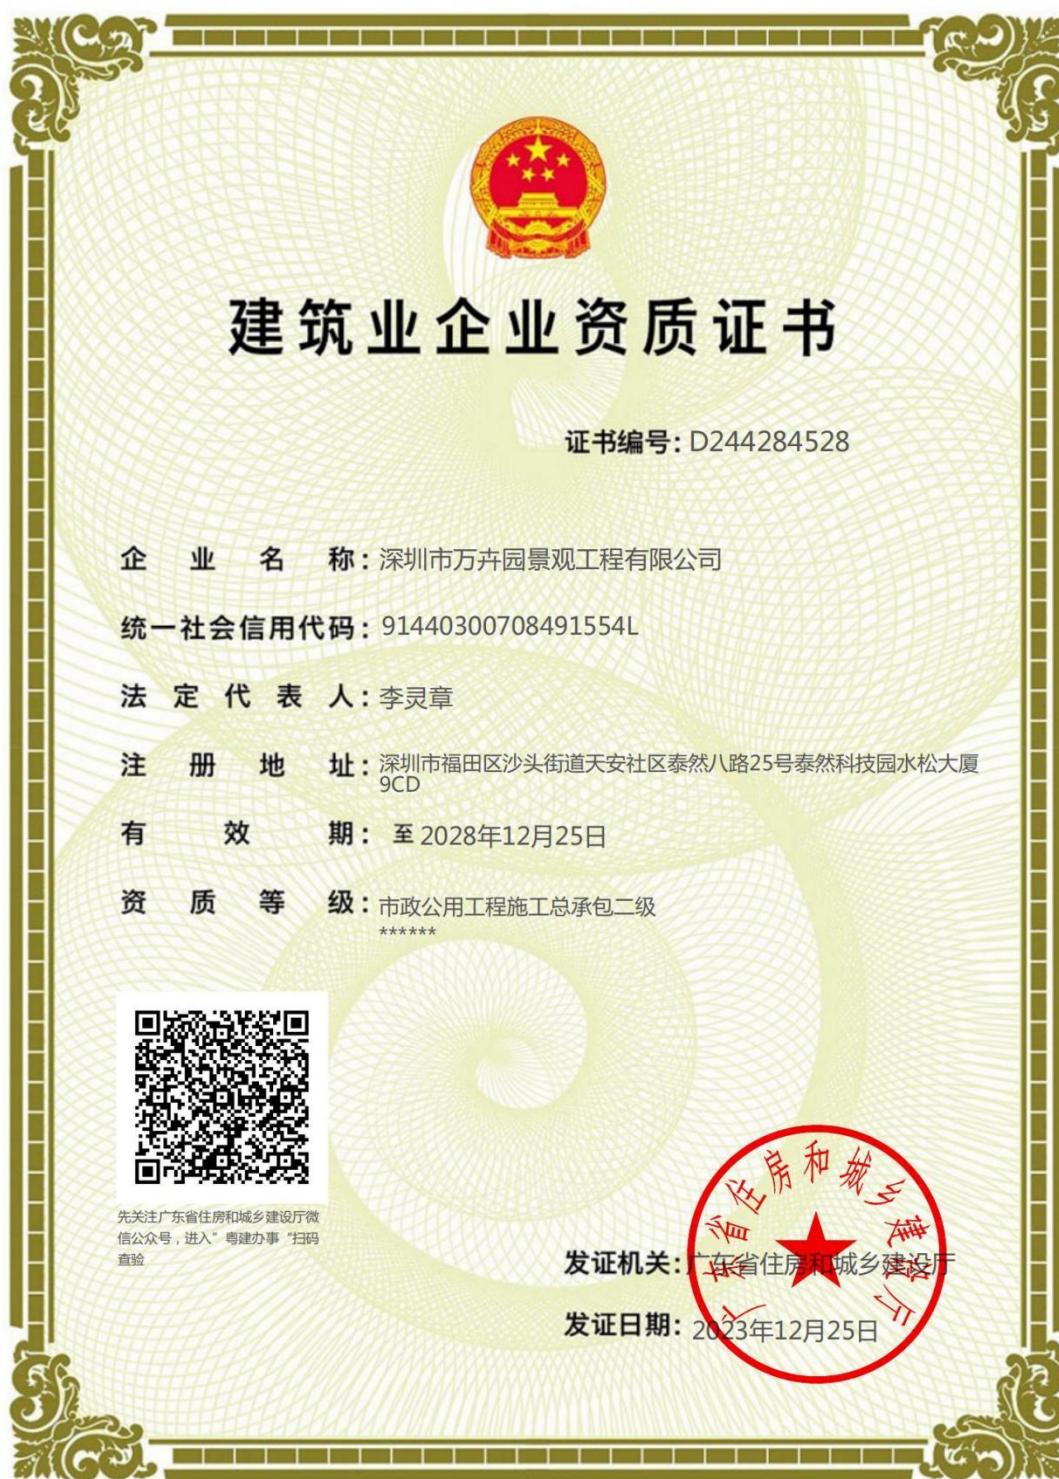 建筑业企业资质证书
证书编号：D244284528
企业名称：深圳市万卉园景观工程有限公司
统一社会信用代码：91440300708491554L
法定代表人：李灵章
注册地址：深圳市福田区沙头街道天安社区泰然八路25号泰然科技园水松大厦
9CD
有效期：至 2028年12月25日
资质等级：市政公用工程施工总承包二级
******
先关注广东省住房和城乡建设厅微
信公众号，进入“粤建办事“扫码
查验
发证机关：广东省住房和城乡建设厅
发证日期：2023年12月25日
广东省住房和城乡建设厅